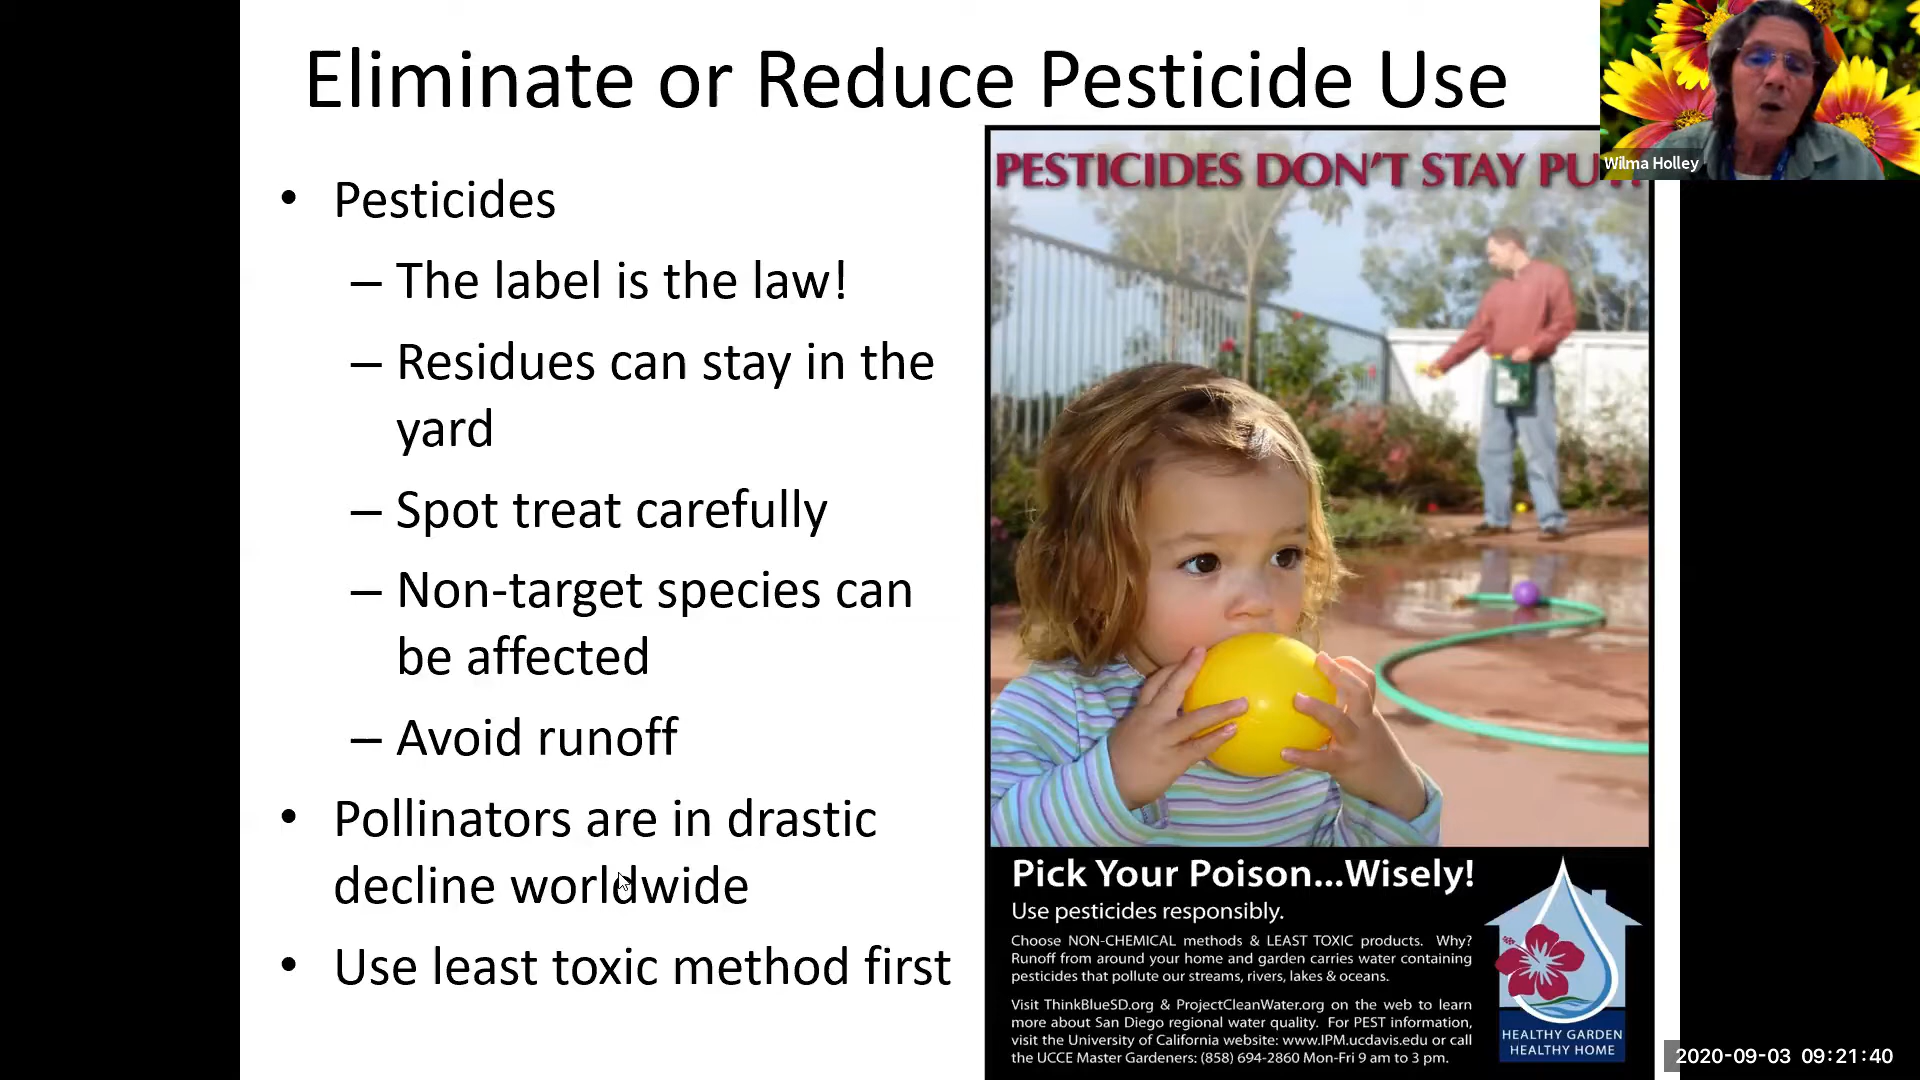 Eliminate or Reduce Pesticide Use
• Pesticides
– The label is the law!
– Residues can stay in the
yard
– Spot treat carefully
– Non-target species can
be affected
– Avoid runoff
• Pollinators are in drastic
decline worldwide
• Use least toxic method first
PESTICIDES DON'T STAY
Wilma Holley
Pick Your Poison...Wisely!
Use pesticides responsibly.
Choose NON-CHEMICAL methods & LEAST TOXIC products. Why?
Runoff from around your home and garden carries water containing
pesticides that pollute our streams, rivers, lakes & oceans.
Visit ThinkBlueSD.org & ProjectCleanWater.org on the web to learn
more about San Diego regional water quality. For PEST information,
visit the University of California website: www.IPM.ucdavis.edu or call
the UCCE Master Gardeners: (858) 694-2860 Mon-Fri 9 am to 3 pm.
HEALTHY GARDEN
HEALTHY HOME
2020-09-03 09:21:40